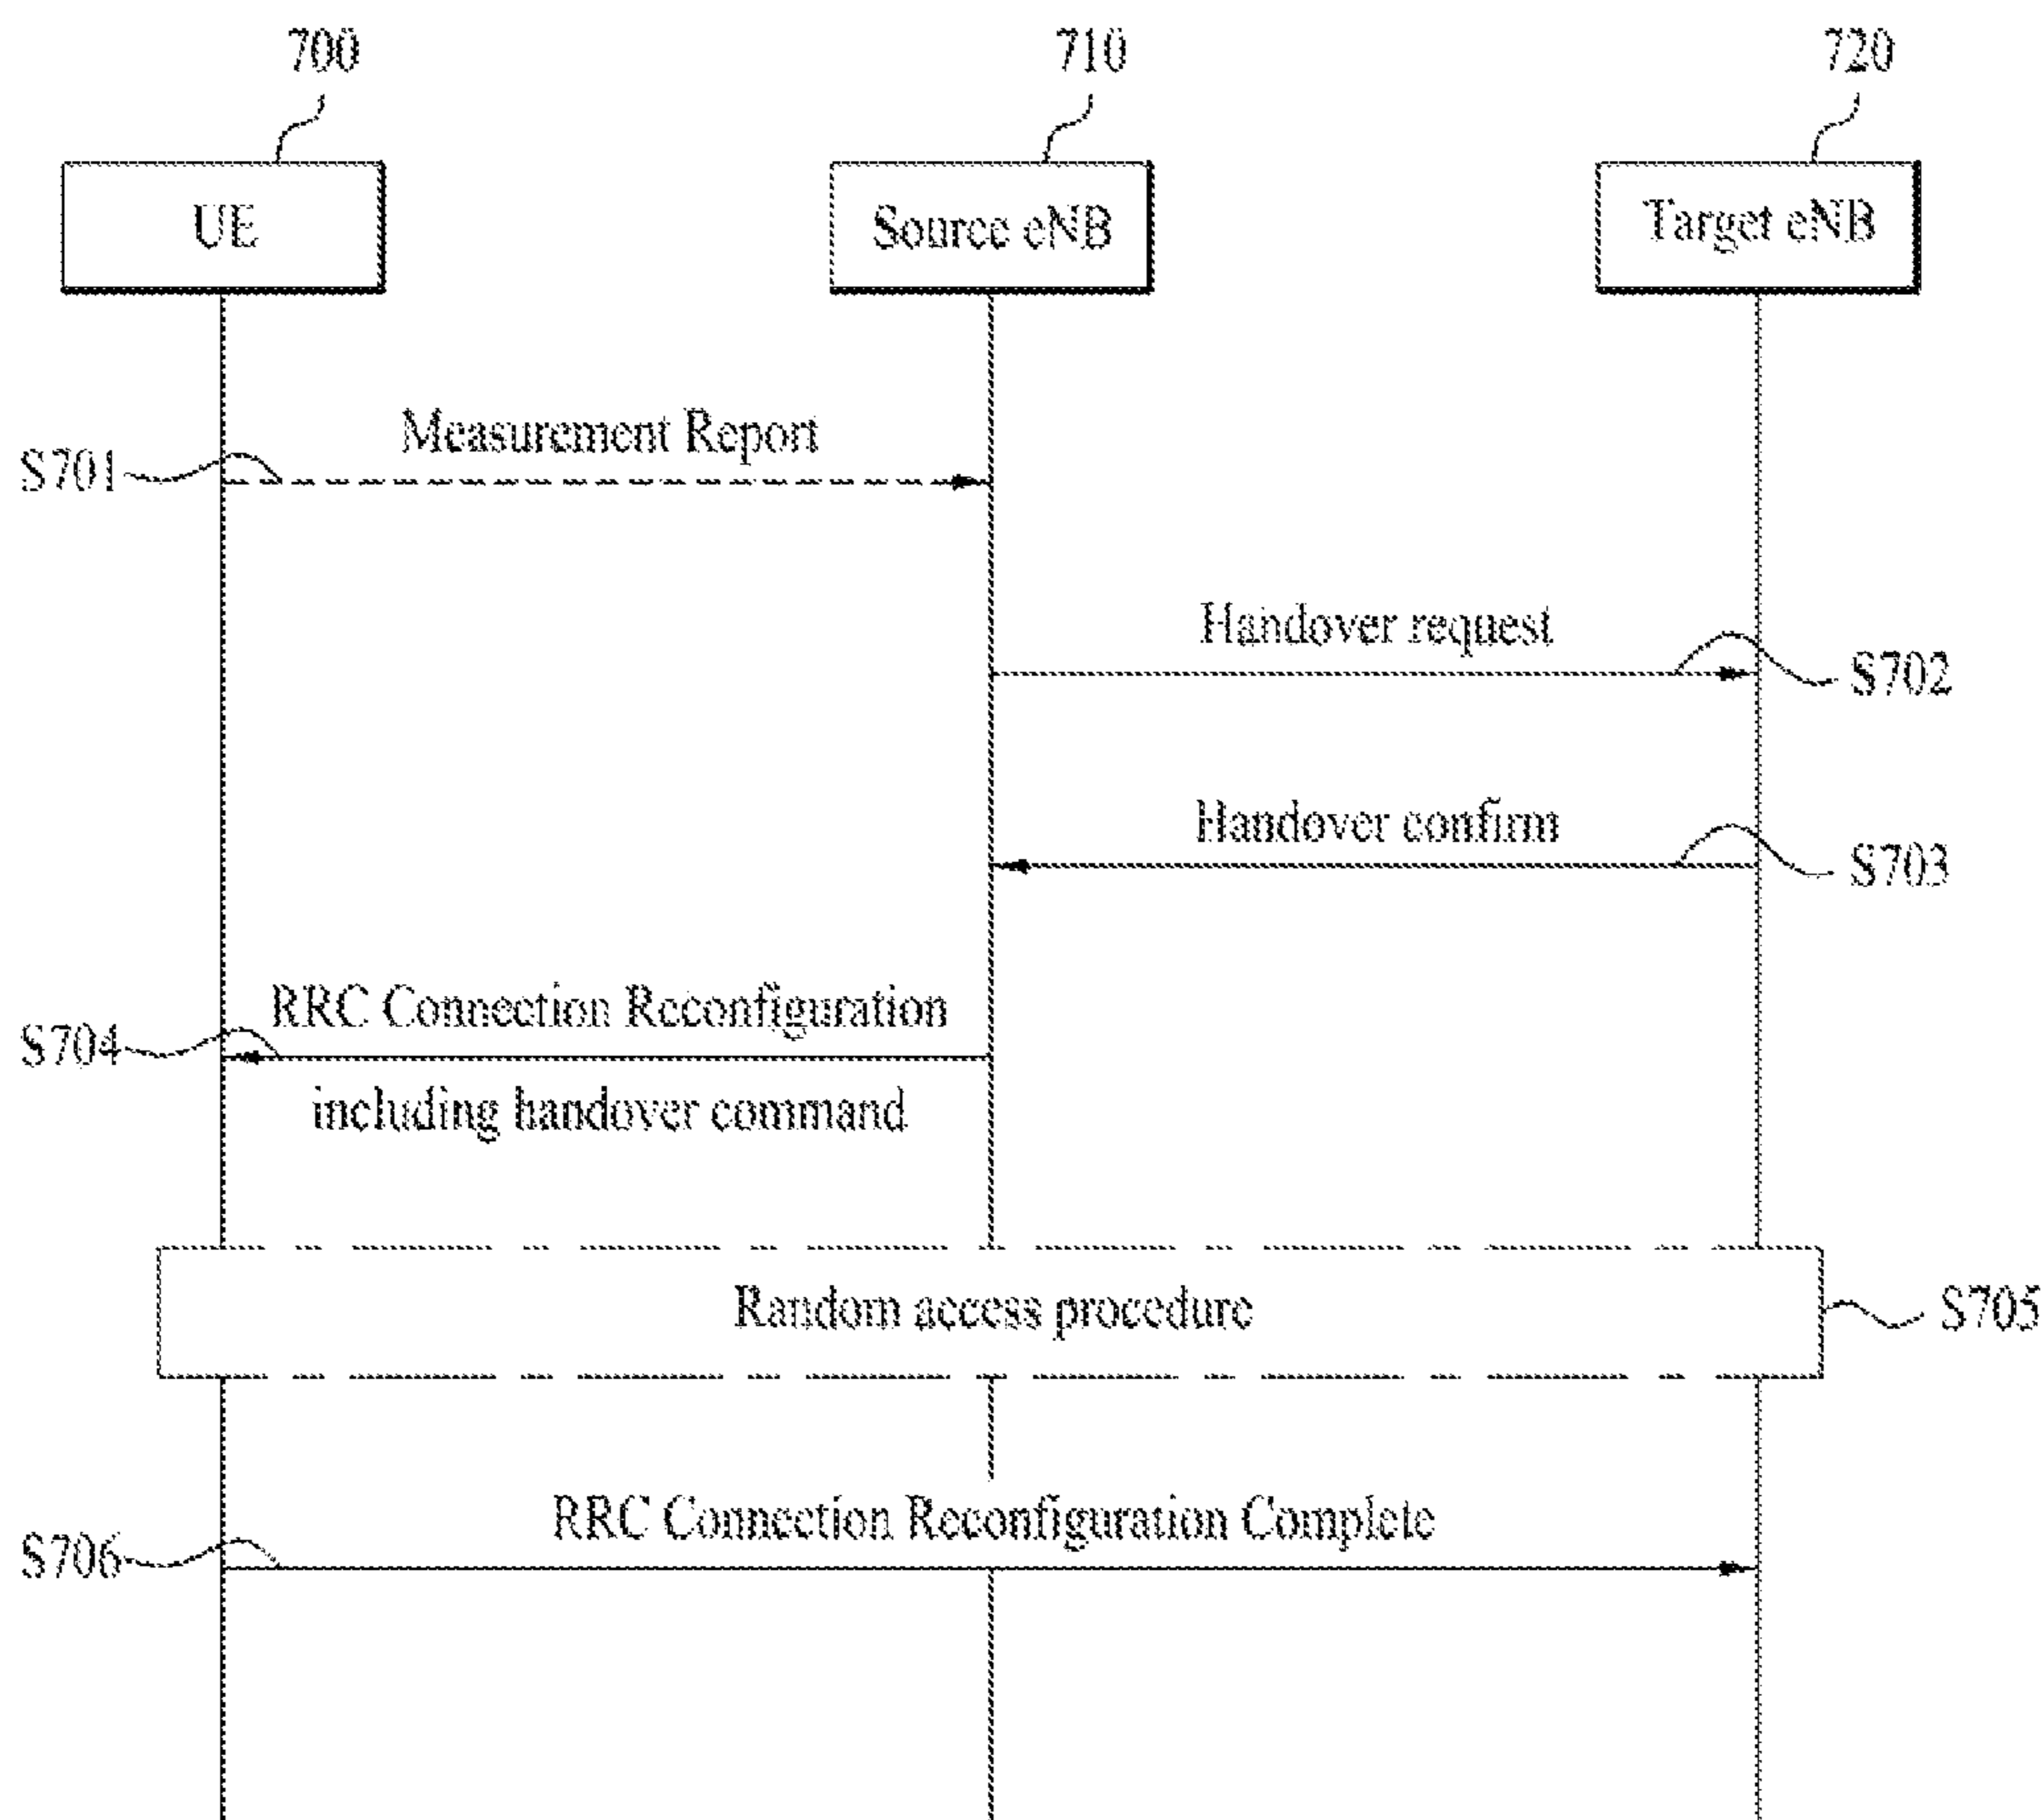 700
710
720
UE
Source eNB
Target eNB
Measurement Report
S701
Handover request
S702
Handover confirm
S703
RRC Connection Reconfiguration
S704
including handover command
Random access procedure
S705
RRC Connection Reconfiguration Complete
S706